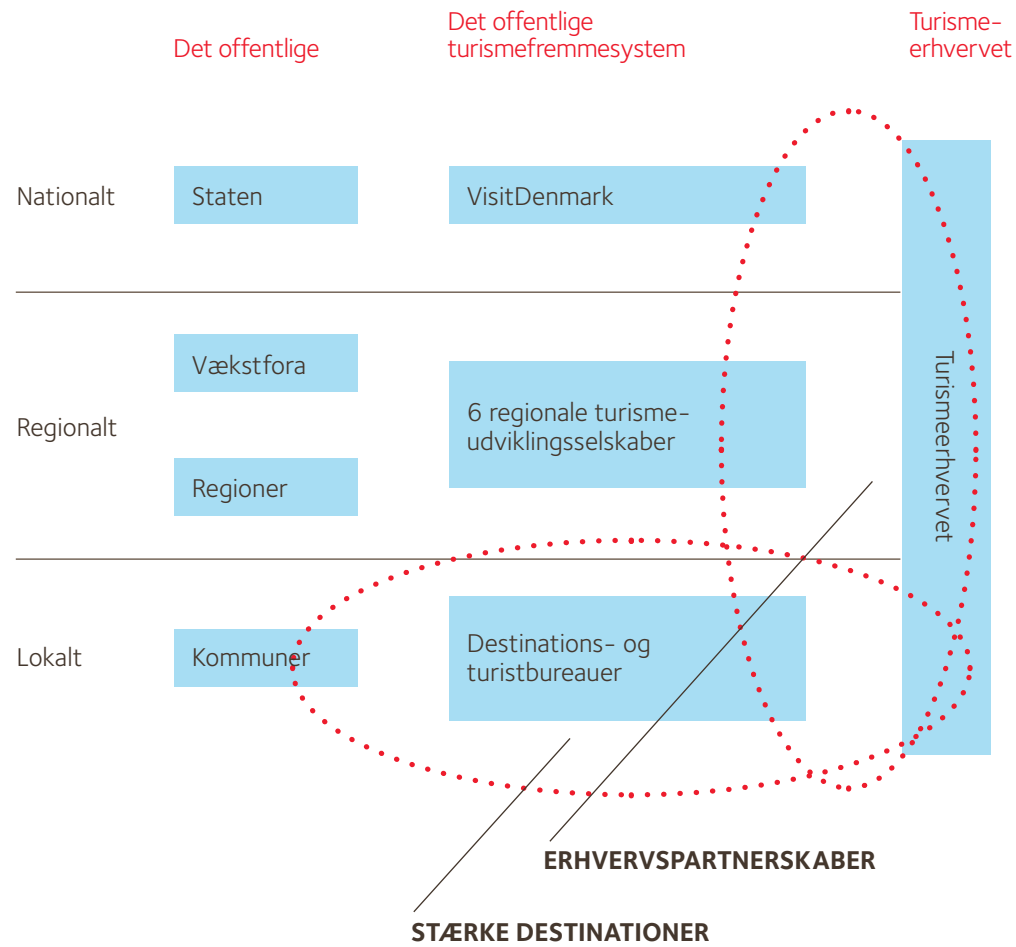 Det offentlige
Det offentlige
turismefremmesystem
Turisme-
erhvervet
Nationalt
Staten
VisitDenmark
Regionalt
Vækstfora
Regioner
6 regionale turisme-
udviklingsselskaber
Turismeerhvervet
Lokalt
Kommuner
Destinations- og
turistbureauer
ERHVERVSPARTNERSKABER
STÆRKE DESTINATIONER